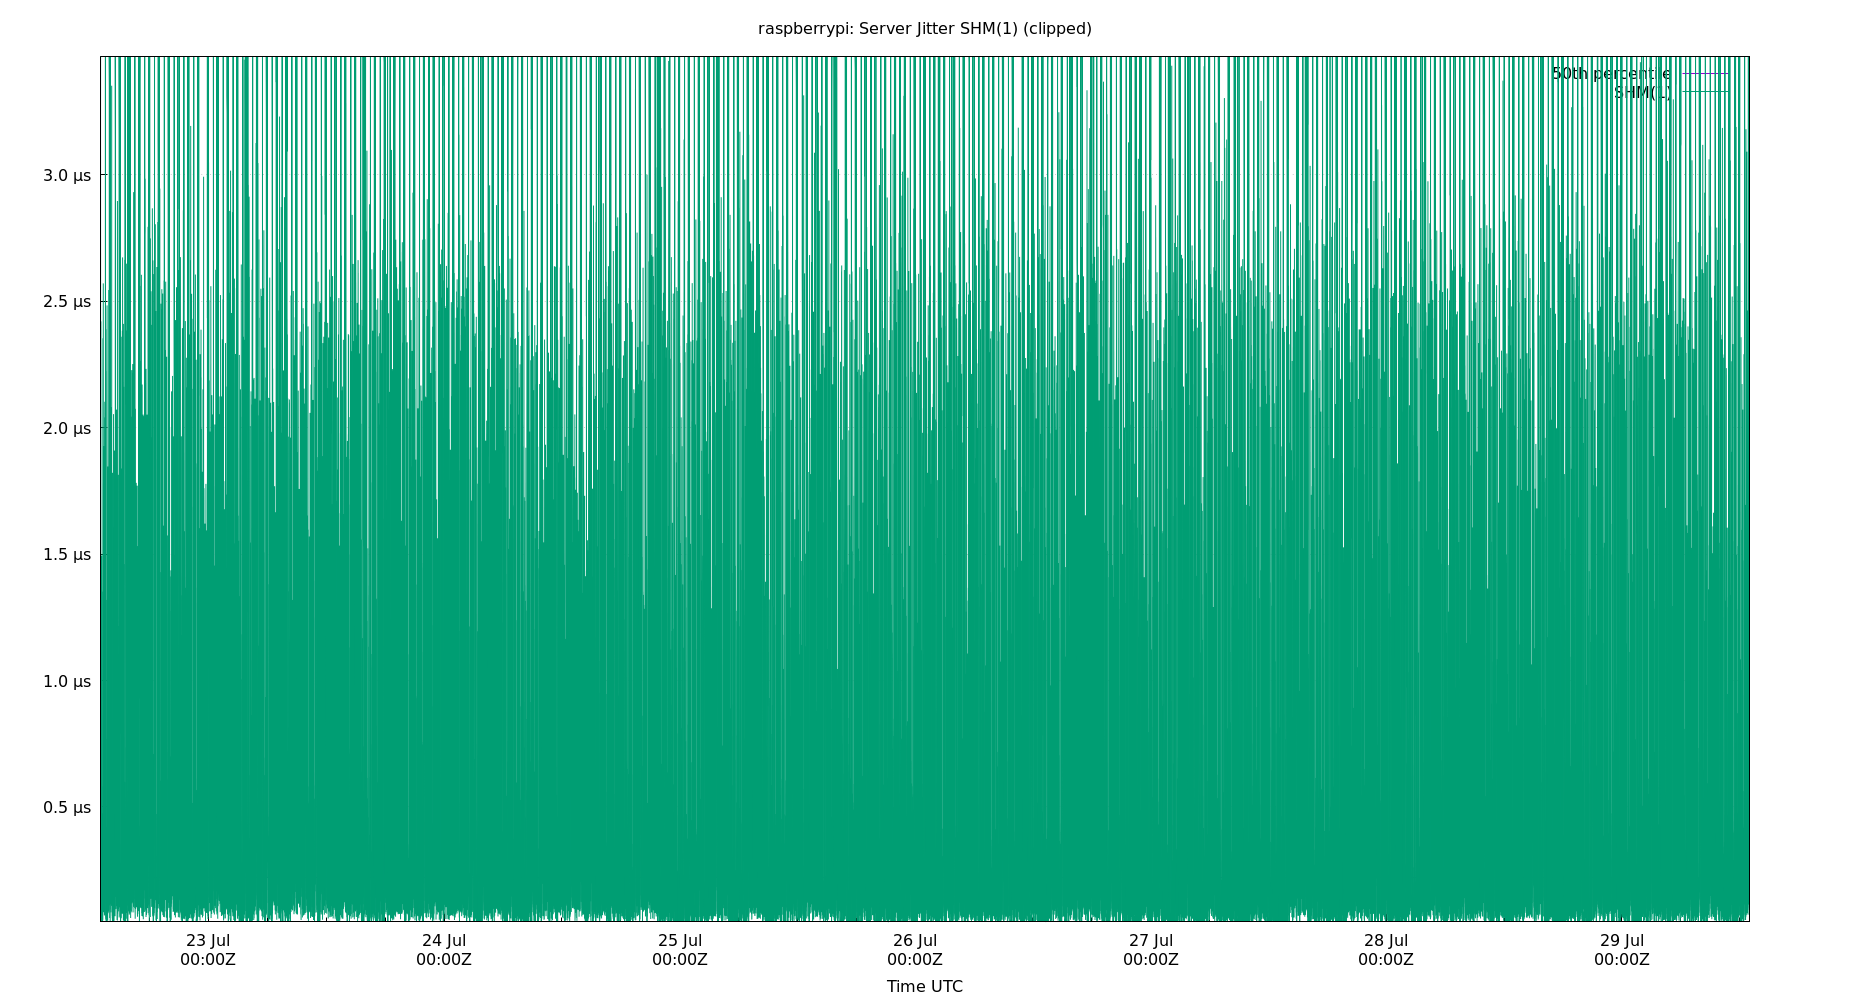 raspberrypi: Server Jitter SHM(1) (clipped)
50th percentile
SHM(1)
3.0 µs
2.5 µs
2.0 µs
1.5 µs
1.0 µs
0.5 µs
23 Jul 24 Jul 25 Jul 26 Jul 27 Jul 28 Jul 29 Jul
00:00Z 00:00Z 00:00Z 00:00Z 00:00Z 00:00Z 00:00Z
Time UTC